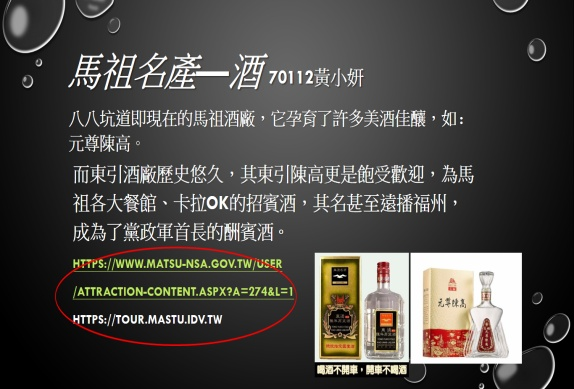 馬祖名產—酒 70112黃小妍
八八坑道即現在的馬祖酒廠，它孕育了許多美酒佳釀，如：
元尊陳高。
而東引酒廠歷史悠久，其東引陳高更是飽受歡迎，為馬
祖各大餐館、卡拉OK的招賓酒，其名甚至遠播福州，
成為了黨政軍首長的酬賓酒。
HTTPS://WWW.MATSU-NSA.GOV.TW/USER
/ATTRACTION-CONTENT.ASPX?A=274&L=1
HTTPS://TOUR.MASTU.IDV.TW
元尊陳高
喝酒不開車，開車不喝酒